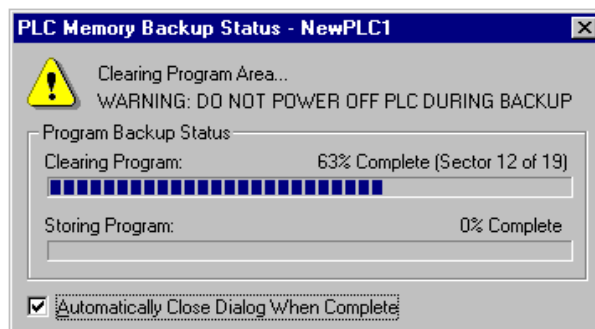 PLC Memory Backup Status - NewPLC1
Clearing Program Area...
WARNING: DO NOT POWER OFF PLC DURING BACKUP
Program Backup Status
Clearing Program: 63% Complete (Sector 12 of 19)
Storing Program: 0% Complete
Automatically Close Dialog When Complete